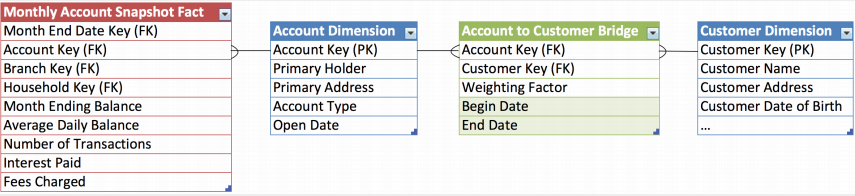 Monthly Account Snapshot Fact
Month End Date Key (FK)
Account Key (FK)
Branch Key (FK)
Household Key (FK)
Month Ending Balance
Average Daily Balance
Number of Transactions
Interest Paid
Fees Charged
Account Dimension
Account Key (PK)
Primary Holder
Primary Address
Account Type
Open Date
Account to Customer Bridge
Account Key (FK)
Customer Key (FK)
Weighting Factor
Begin Date
End Date
Customer Dimension
Customer Key (PK)
Customer Name
Customer Address
Customer Date of Birth
...